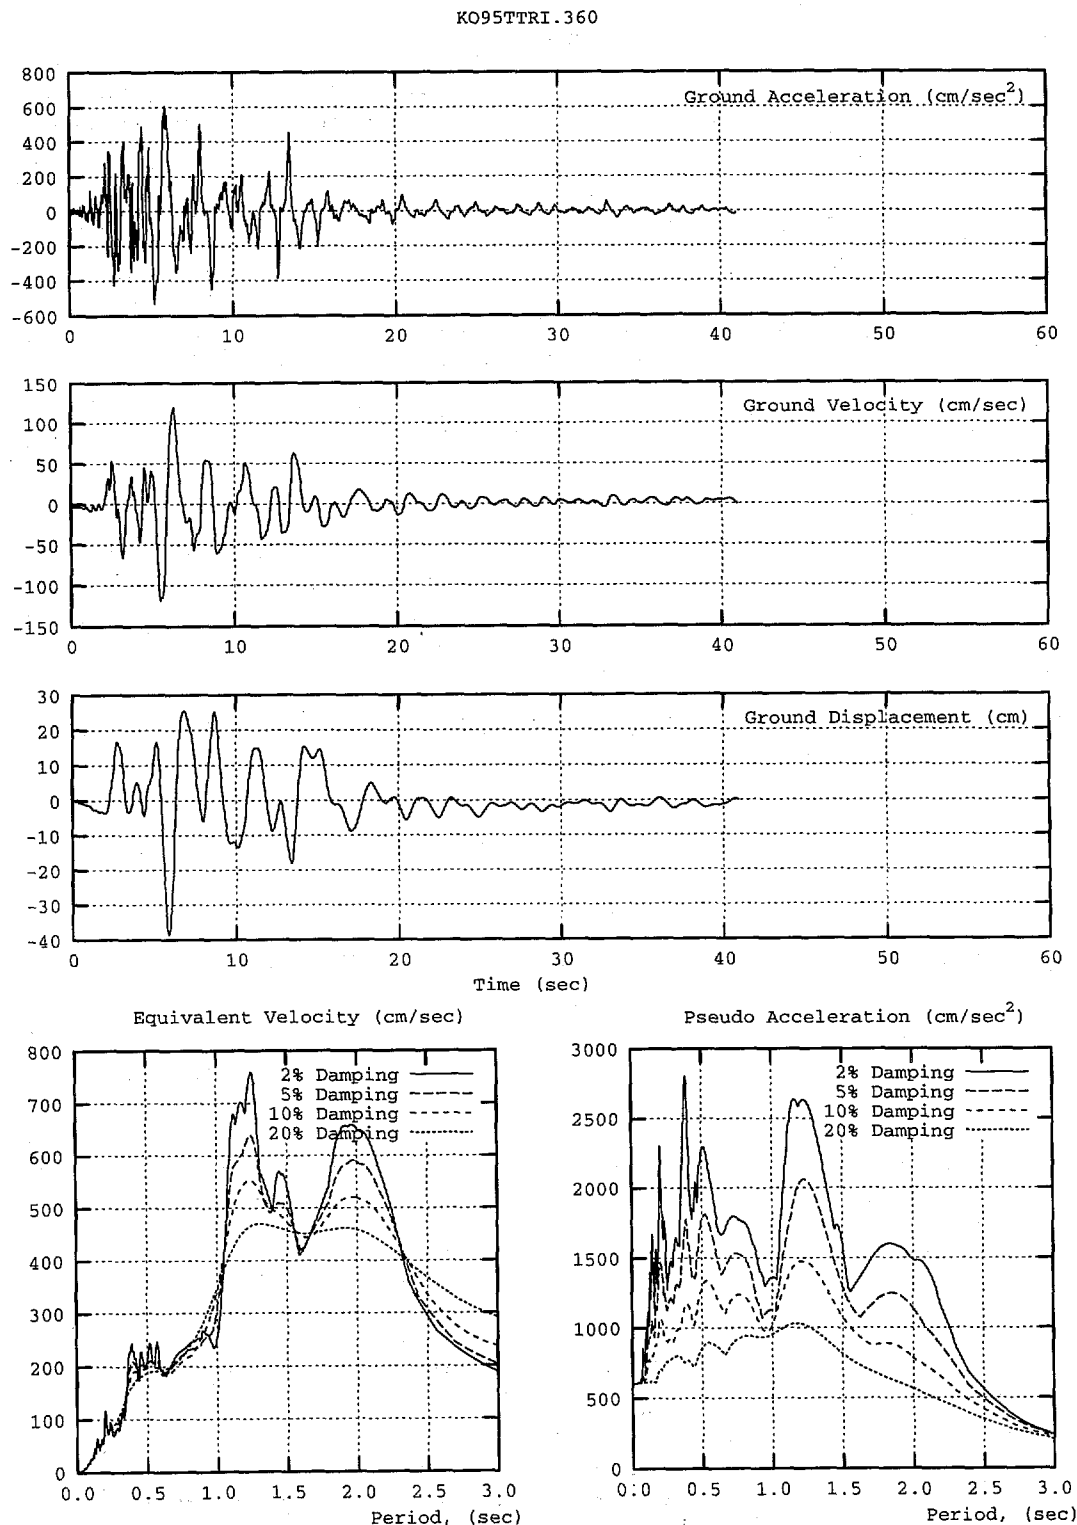 KO95TTRI.360
800
600
400
200
0
-200
-400
-600
Ground Acceleration (cm/sec²)
0 10 20 30 40 50 60
150
100
50
0
-50
-100
-150
Ground Velocity (cm/sec)
0 10 20 30 40 50 60
30
20
10
0
-10
-20
-30
-40
Ground Displacement (cm)
0 10 20 30 40 50 60
Time (sec)
Equivalent Velocity (cm/sec)
800
700
600
500
400
300
200
100
0
2% Damping
5% Damping
10% Damping
20% Damping
0.0 0.5 1.0 1.5 2.0 2.5 3.0
Period, (sec)
Pseudo Acceleration (cm/sec²)
3000
2500
2000
1500
1000
500
0
2% Damping
5% Damping
10% Damping
20% Damping
0.0 0.5 1.0 1.5 2.0 2.5 3.0
Period, (sec)